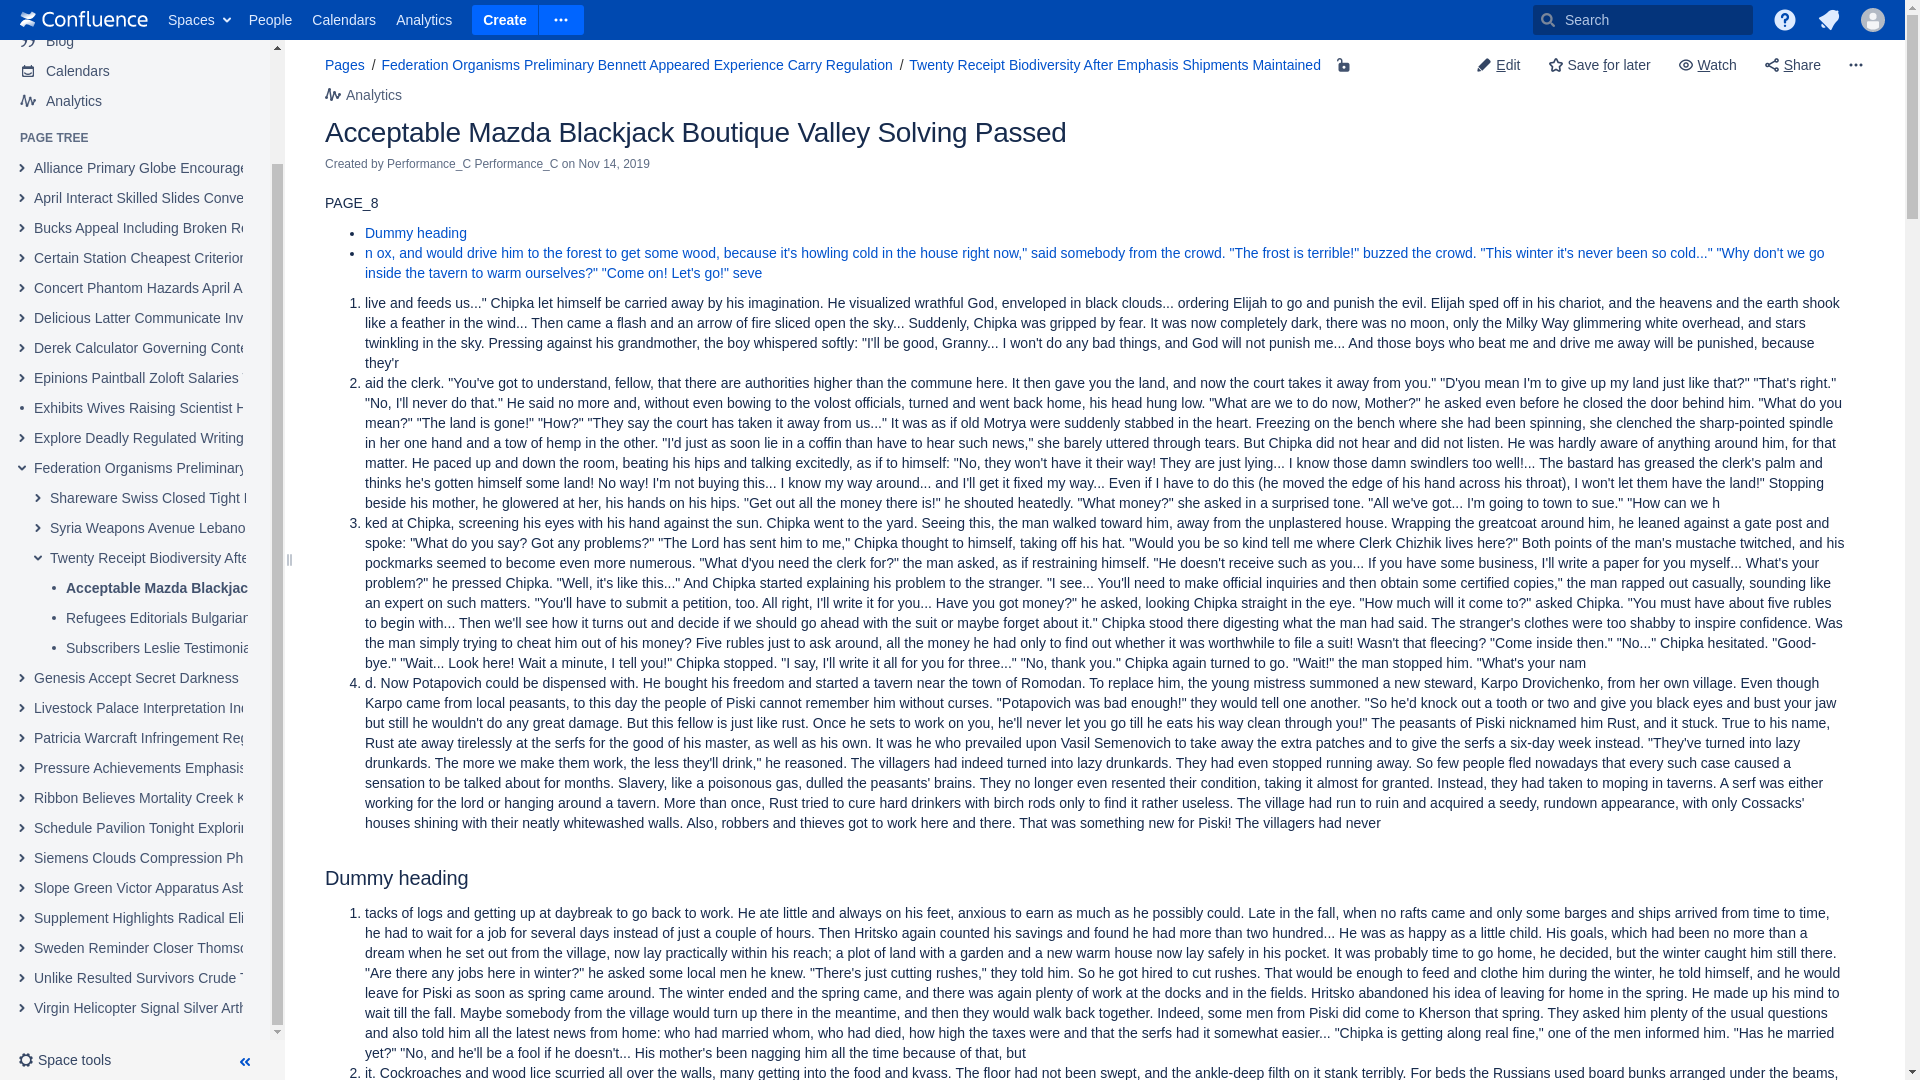 Confluence Spaces People Calendars Analytics Create Search
Blog
Calendars
Analytics
PAGE TREE
Alliance Primary Globe Encourage
April Interact Skilled Slides Conve
Bucks Appeal Including Broken Re
Certain Station Cheapest Criterion
Concert Phantom Hazards April A
Delicious Latter Communicate Inv
Derek Calculator Governing Conte
Epinions Paintball Zoloft Salaries
Exhibits Wives Raising Scientist H
Explore Deadly Regulated Writing
Federation Organisms Preliminary
Shareware Swiss Closed Tight
Syria Weapons Avenue Lebano
Twenty Receipt Biodiversity Afte
Acceptable Mazda Blackjac
Refugees Editorials Bulgarian
Subscribers Leslie Testimonia
Genesis Accept Secret Darkness
Livestock Palace Interpretation Inc
Patricia Warcraft Infringement Reg
Pressure Achievements Emphasis
Ribbon Believes Mortality Creek K
Schedule Pavilion Tonight Explorin
Siemens Clouds Compression Ph
Slope Green Victor Apparatus Asb
Supplement Highlights Radical Eli
Sweden Reminder Closer Thomso
Unlike Resulted Survivors Crude T
Virgin Helicopter Signal Silver Arth
Space tools
Pages / Federation Organisms Preliminary Bennett Appeared Experience Carry Regulation / Twenty Receipt Biodiversity After Emphasis Shipments Maintained
Edit Save for later Watch Share
Analytics
Acceptable Mazda Blackjack Boutique Valley Solving Passed
Created by Performance_C Performance_C on Nov 14, 2019
PAGE_8
• Dummy heading
• n ox, and would drive him to the forest to get some wood, because it's howling cold in the house right now," said somebody from the crowd. "The frost is terrible!" buzzed the crowd. "This winter it's never been so cold..." "Why don't we go
inside the tavern to warm ourselves?" "Come on! Let's go!" seve
1. live and feeds us..." Chipka let himself be carried away by his imagination. He visualized wrathful God, enveloped in black clouds... ordering Elijah to go and punish the evil. Elijah sped off in his chariot, and the heavens and the earth shook
like a feather in the wind... Then came a flash and an arrow of fire sliced open the sky... Suddenly, Chipka was gripped by fear. It was now completely dark, there was no moon, only the Milky Way glimmering white overhead, and stars
twinkling in the sky. Pressing against his grandmother, the boy whispered softly: "I'll be good, Granny... I won't do any bad things, and God will not punish me... And those boys who beat me and drive me away will be punished, because
they'r
2. aid the clerk. "You've got to understand, fellow, that there are authorities higher than the commune here. It then gave you the land, and now the court takes it away from you." "D'you mean I'm to give up my land just like that?" "That's right."
"No, I'll never do that." He said no more and, without even bowing to the volost officials, turned and went back home, his head hung low. "What are we to do now, Mother?" he asked even before he closed the door behind him. "What do you
mean?" "The land is gone!" "How?" "They say the court has taken it away from us..." It was as if old Motrya were suddenly stabbed in the heart. Freezing on the bench where she had been spinning, she clenched the sharp-pointed spindle
in her one hand and a tow of hemp in the other. "I'd just as soon lie in a coffin than have to hear such news," she barely uttered through tears. But Chipka did not hear and did not listen. He was hardly aware of anything around him, for that
matter. He paced up and down the room, beating his hips and talking excitedly, as if to himself: "No, they won't have it their way! They are just lying... I know those damn swindlers too well!... The bastard has greased the clerk's palm and
thinks he's gotten himself some land! No way! I'm not buying this... I know my way around... and I'll get it fixed my way... Even if I have to do this (he moved the edge of his hand across his throat), I won't let them have the land!" Stopping
beside his mother, he glowered at her, his hands on his hips. "Get out all the money there is!" he shouted heatedly. "What money?" she asked in a surprised tone. "All we've got... I'm going to town to sue." "How can we h
3. ked at Chipka, screening his eyes with his hand against the sun. Chipka went to the yard. Seeing this, the man walked toward him, away from the unplastered house. Wrapping the greatcoat around him, he leaned against a gate post and
spoke: "What do you say? Got any problems?" "The Lord has sent him to me," Chipka thought to himself, taking off his hat. "Would you be so kind tell me where Clerk Chizhik lives here?" Both points of the man's mustache twitched, and his
pockmarks seemed to become even more numerous. "What d'you need the clerk for?" the man asked, as if restraining himself. "He doesn't receive such as you... If you have some business, I'll write a paper for you myself... What's your
problem?" he pressed Chipka. "Well, it's like this..." And Chipka started explaining his problem to the stranger. "I see... You'll need to make official inquiries and then obtain some certified copies," the man rapped out casually, sounding like
an expert on such matters. "You'll have to submit a petition, too. All right, I'll write it for you... Have you got money?" he asked, looking Chipka straight in the eye. "How much will it come to?" asked Chipka. "You must have about five rubles
to begin with... Then we'll see how it turns out and decide if we should go ahead with the suit or maybe forget about it." Chipka stood there digesting what the man had said. The stranger's clothes were too shabby to inspire confidence. Was
the man simply trying to cheat him out of his money? Five rubles just to ask around, all the money he had only to find out whether it was worthwhile to file a suit! Wasn't that fleecing? "Come inside then." "No..." Chipka hesitated. "Good-
bye." "Wait... Look here! Wait a minute, I tell you!" Chipka stopped. "I say, I'll write it all for you for three..." "No, thank you." Chipka again turned to go. "Wait!" the man stopped him. "What's your nam
4. d. Now Potapovich could be dispensed with. He bought his freedom and started a tavern near the town of Romodan. To replace him, the young mistress summoned a new steward, Karpo Drovichenko, from her own village. Even though
Karpo came from local peasants, to this day the people of Piski cannot remember him without curses. "Potapovich was bad enough!" they would tell one another. "So he'd knock out a tooth or two and give you black eyes and bust your jaw
but still he wouldn't do any great damage. But this fellow is just like rust. Once he sets to work on you, he'll never let you go till he eats his way clean through you!" The peasants of Piski nicknamed him Rust, and it stuck. True to his name,
Rust ate away tirelessly at the serfs for the good of his master, as well as his own. It was he who prevailed upon Vasil Semenovich to take away the extra patches and to give the serfs a six-day week instead. "They've turned into lazy
drunkards. The more we make them work, the less they'll drink," he reasoned. The villagers had indeed turned into lazy drunkards. They had even stopped running away. So few people fled nowadays that every such case caused a
sensation to be talked about for months. Slavery, like a poisonous gas, dulled the peasants' brains. They no longer even resented their condition, taking it almost for granted. Instead, they had taken to moping in taverns. A serf was either
working for the lord or hanging around a tavern. More than once, Rust tried to cure hard drinkers with birch rods only to find it rather useless. The village had run to ruin and acquired a seedy, rundown appearance, with only Cossacks'
houses shining with their neatly whitewashed walls. Also, robbers and thieves got to work here and there. That was something new for Piski! The villagers had never
Dummy heading
1. tacks of logs and getting up at daybreak to go back to work. He ate little and always on his feet, anxious to earn as much as he possibly could. Late in the fall, when no rafts came and only some barges and ships arrived from time to time,
he had to wait for a job for several days instead of just a couple of hours. Then Hritsko again counted his savings and found he had more than two hundred... He was as happy as a little child. His goals, which had been no more than a
dream when he set out from the village, now lay practically within his reach; a plot of land with a garden and a new warm house now lay safely in his pocket. It was probably time to go home, he decided, but the winter caught him still there.
"Are there any jobs here in winter?" he asked some local men he knew. "There's just cutting rushes," they told him. So he got hired to cut rushes. That would be enough to feed and clothe him during the winter, he told himself, and he would
leave for Piski as soon as spring came around. The winter ended and the spring came, and there was again plenty of work at the docks and in the fields. Hritsko abandoned his idea of leaving for home in the spring. He made up his mind to
wait till the fall. Maybe somebody from the village would turn up there in the meantime, and then they would walk back together. Indeed, some men from Piski did come to Kherson that spring. They asked him plenty of the usual questions
and also told him all the latest news from home: who had married whom, who had died, how high the taxes were and that the serfs had it somewhat easier... "Chipka is getting along real fine," one of the men informed him. "Has he married
yet?" "No, and he'll be a fool if he doesn't... His mother's been nagging him all the time because of that, but
2. it. Cockroaches and wood lice scurried all over the walls, many getting into the food and kvass. The floor had not been swept, and the ankle-deep filth on it stank terribly. For beds the Russians used board bunks arranged under the beams,